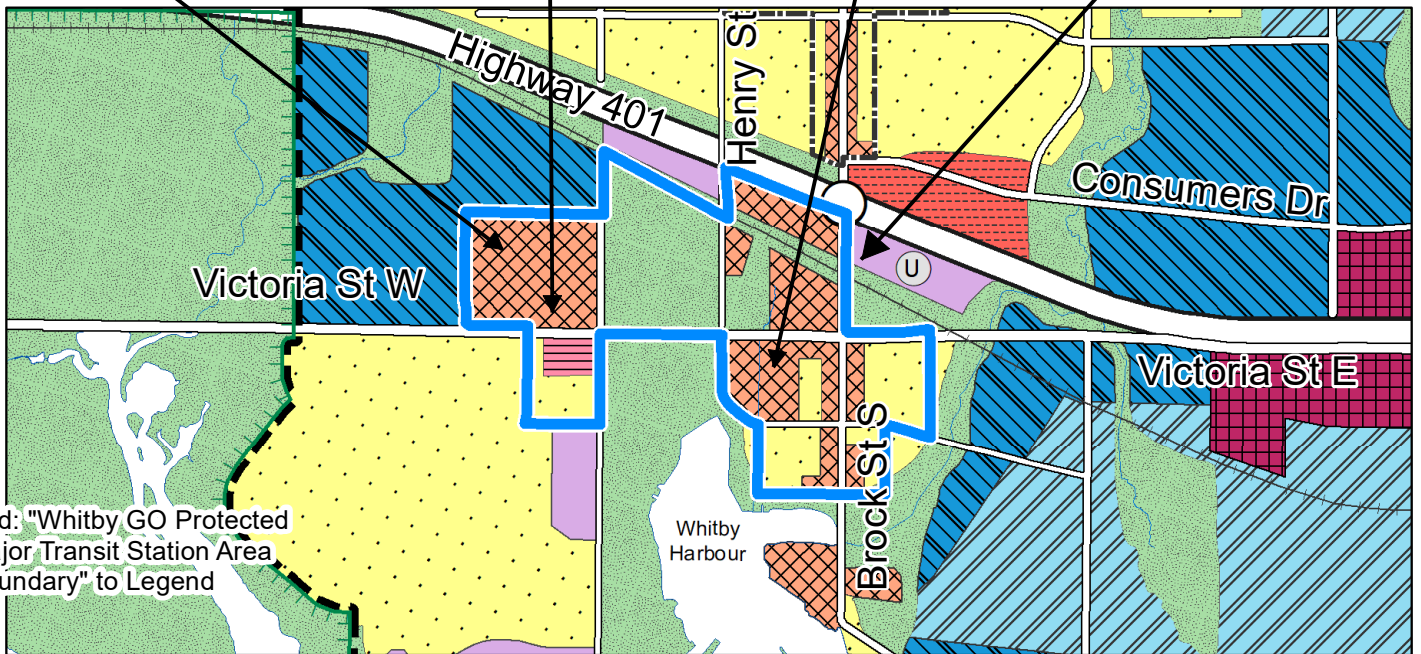 Highway 401
Henry St
Consumers Dr
Victoria St W
U
Victoria St E
Brock St S
Whitby
Harbour
d: "Whitby GO Protected
jor Transit Station Area
undary" to Legend